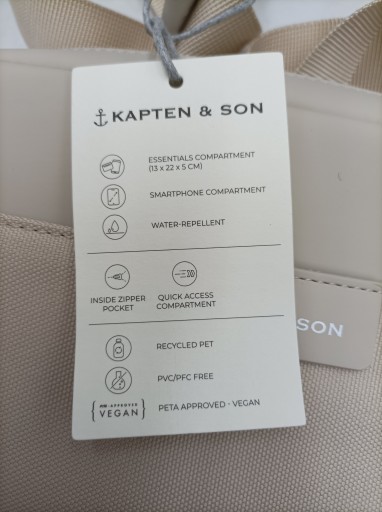 KAPTEN & SON
ESSENTIALS COMPARTMENT
(13 x 22 x 5 CM)
SMARTPHONE COMPARTMENT
WATER-REPELLENT
INSIDE ZIPPER
POCKET
QUICK ACCESS
COMPARTMENT
RECYCLED PET
PVC/PFC FREE
VEGAN
PETA APPROVED - VEGAN
SON